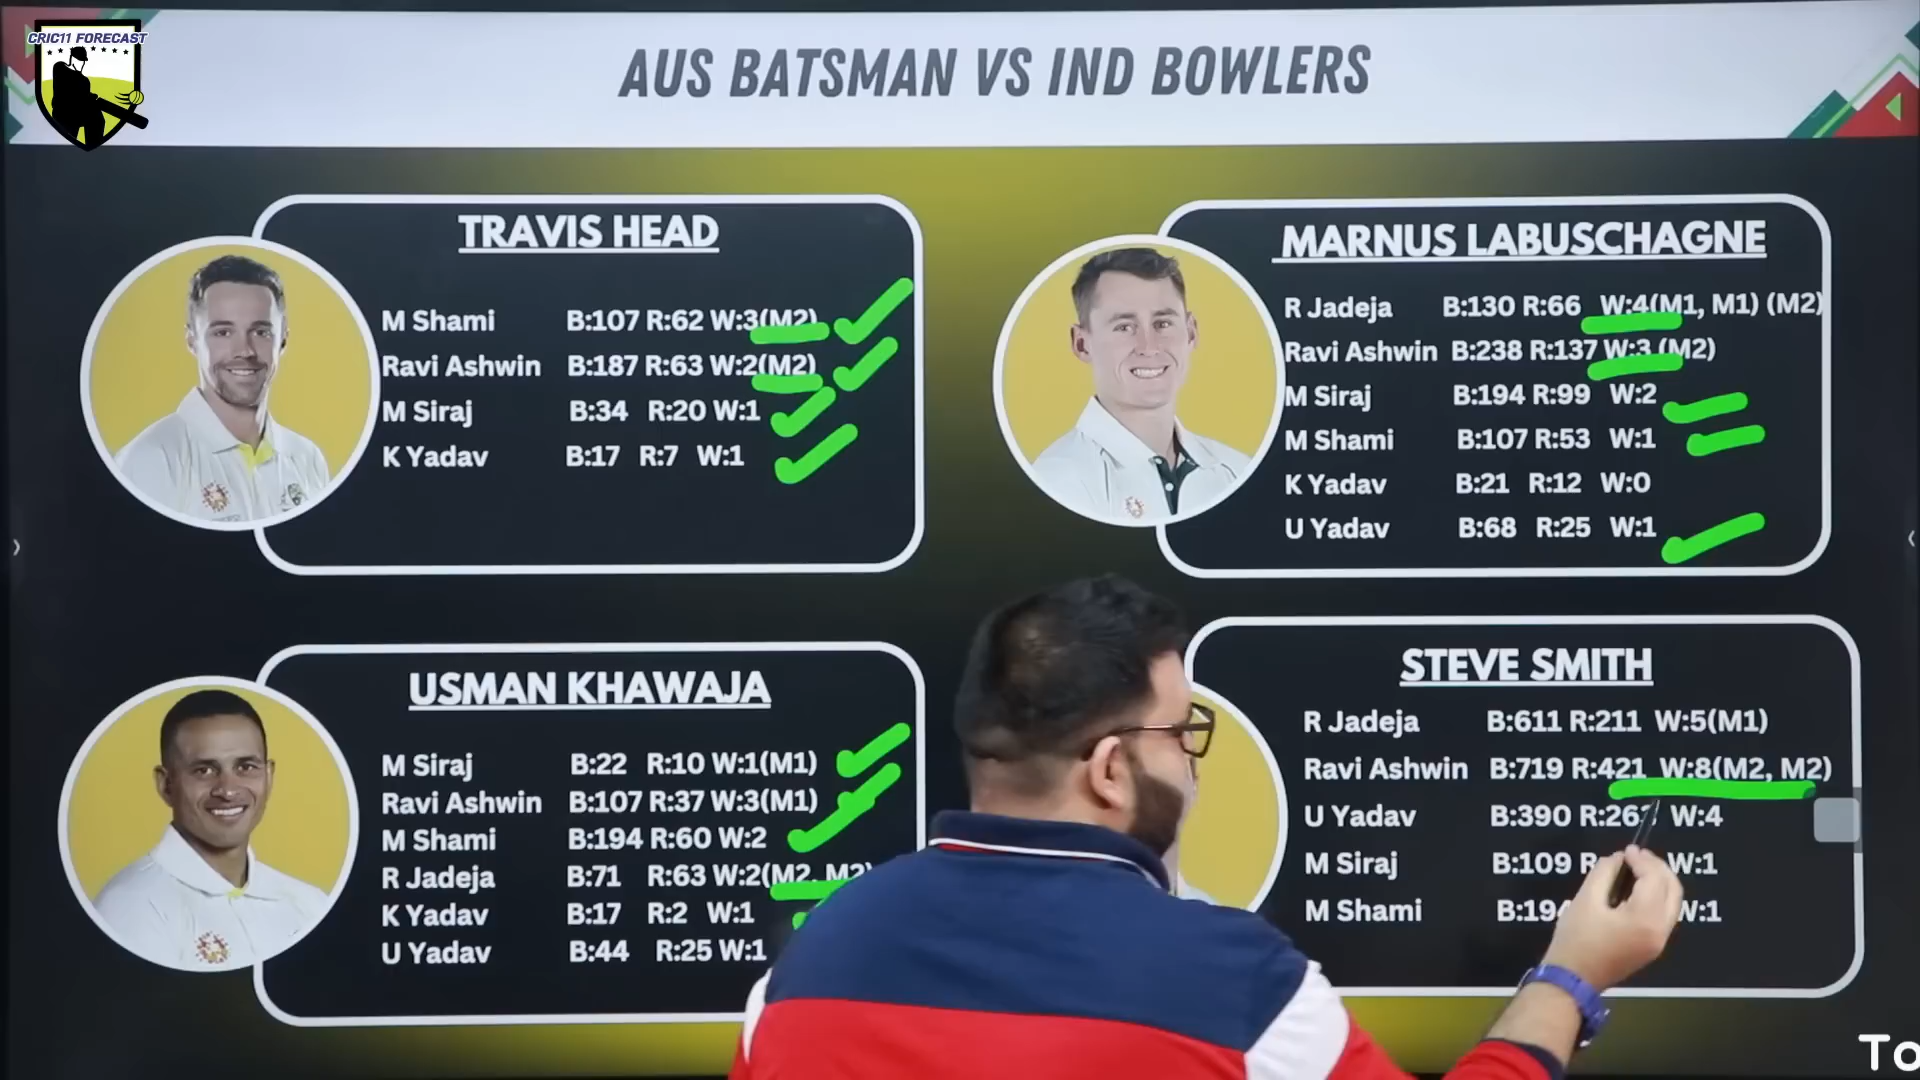 CRIC11 FORECAST
AUS BATSMAN VS IND BOWLERS
TRAVIS HEAD
M Shami B:107 R:62 W:3(M2)
Ravi Ashwin B:187 R:63 W:2(M2)
M Siraj B:34 R:20 W:1
K Yadav B:17 R:7 W:1
MARNUS LABUSCHAGNE
R Jadeja B:130 R:66 W:4(M1, M1) (M2)
Ravi Ashwin B:238 R:137 W:3 (M2)
M Siraj B:194 R:99 W:2
M Shami B:107 R:53 W:1
K Yadav B:21 R:12 W:0
U Yadav B:68 R:25 W:1
USMAN KHAWAJA
M Siraj B:22 R:10 W:1(M1)
Ravi Ashwin B:107 R:37 W:3(M1)
M Shami B:194 R:60 W:2
R Jadeja B:71 R:63 W:2(M2, M2)
K Yadav B:17 R:2 W:1
U Yadav B:44 R:25 W:1
STEVE SMITH
R Jadeja B:611 R:211 W:5(M1)
Ravi Ashwin B:719 R:421 W:8(M2, M2)
U Yadav B:390 W:4
M Siraj B:109 W:1
M Shami W:1
To